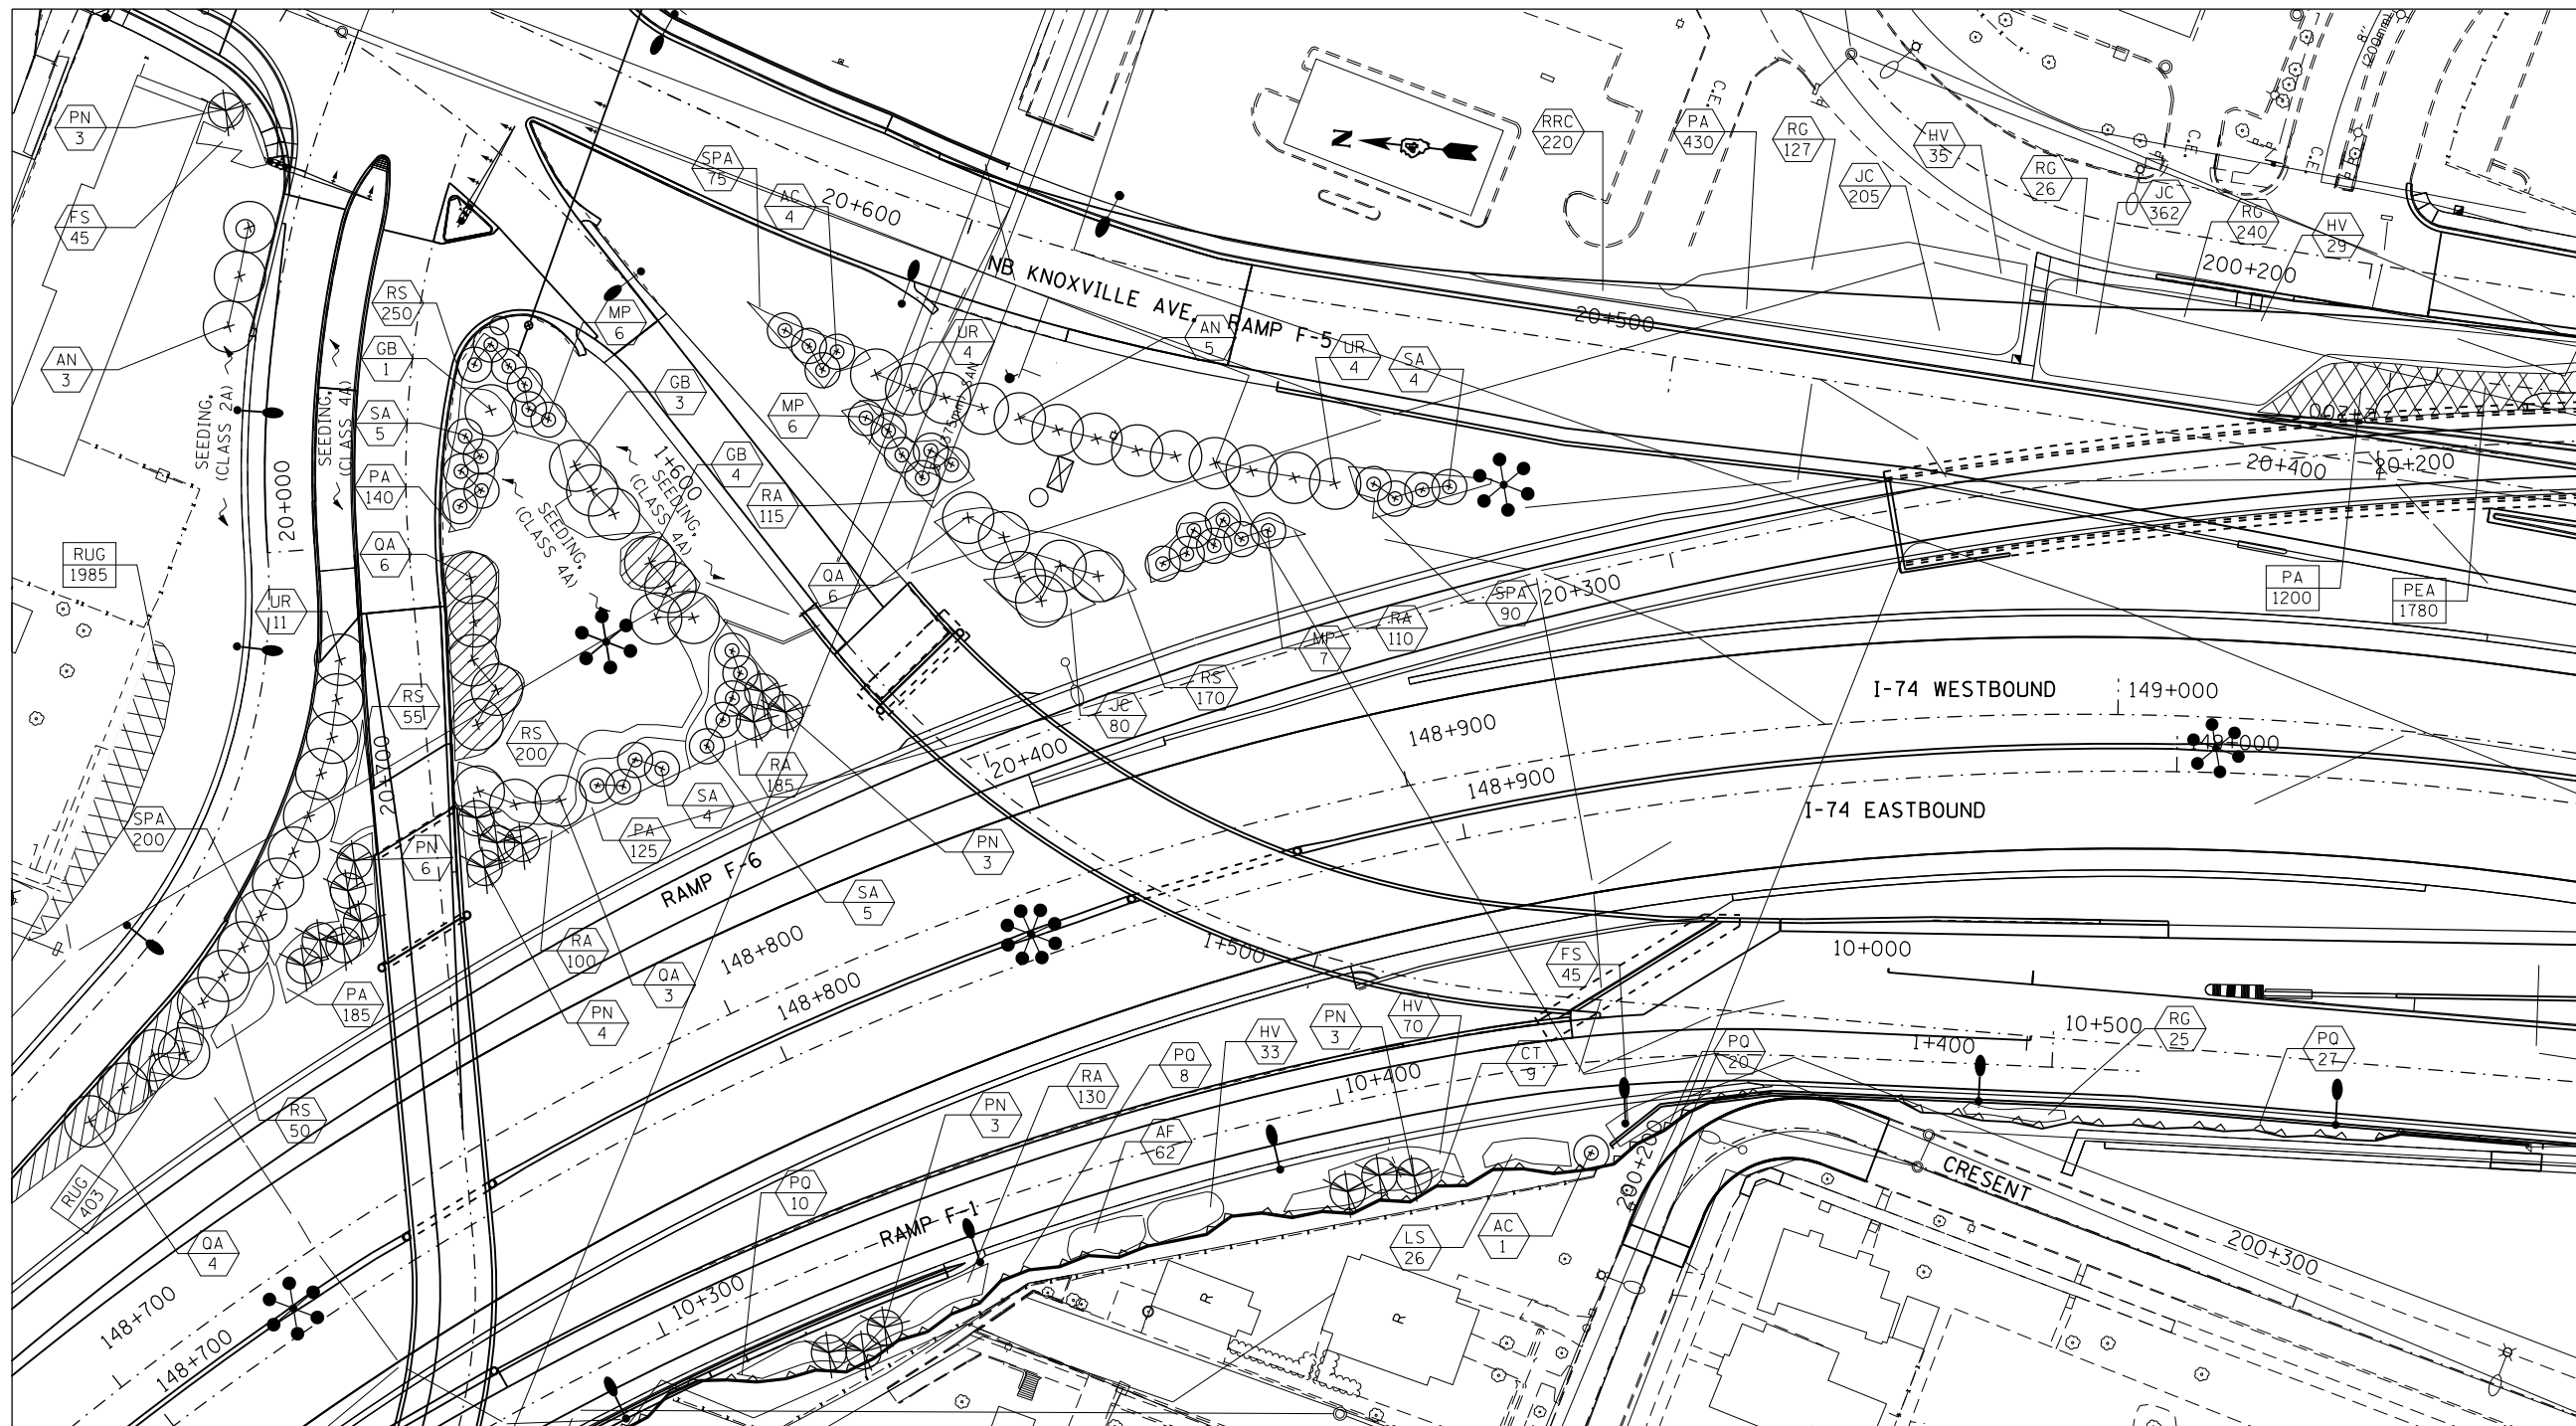 PN
3
FS
45
AN
3
SEEDING,
(CLASS 2A)
SEEDING,
(CLASS 4A)
20+000
RUG
1985
UR
11
SPA
200
RS
250
GB
1
SA
5
PA
140
QA
6
RS
55
20+700
PN
6
PA
185
RS
50
RUG
403
QA
4
MP
6
GB
3
GB
4
1+600
SEEDING,
(CLASS 4A)
SEEDING,
(CLASS 4A)
SPA
75
AC
4
20+600
MP
6
RA
115
QA
6
UR
4
NB KNOXVILLE AVE.
RAMP F-5
AN
5
UR
4
SA
4
N
RRC
220
PA
430
RG
127
JC
205
HV
35
RG
26
JC
362
RG
240
HV
29
C.E.
C.E.
C.E.
8"
(200mm)
200+200
20+500
20+400
20+200
PA
1200
PEA
1780
SPA
90
20+300
RA
110
MP
7
RS
170
JC
80
RS
200
RA
185
SA
4
PA
125
20+400
PN
3
SA
5
RA
100
QA
3
PN
4
RAMP F-6
148+900
148+900
I-74 WESTBOUND
149+000
149+000
I-74 EASTBOUND
148+800
148+800
1+500
10+000
FS
45
HV
70
PN
3
HV
33
PQ
8
RA
130
PN
3
AF
62
PQ
10
CT
9
PQ
20
1+400
10+500
RG
25
PQ
27
10+400
RAMP F-1
10+300
LS
26
AC
1
200+200
CRESENT
200+300
R
R
148+700
148+700